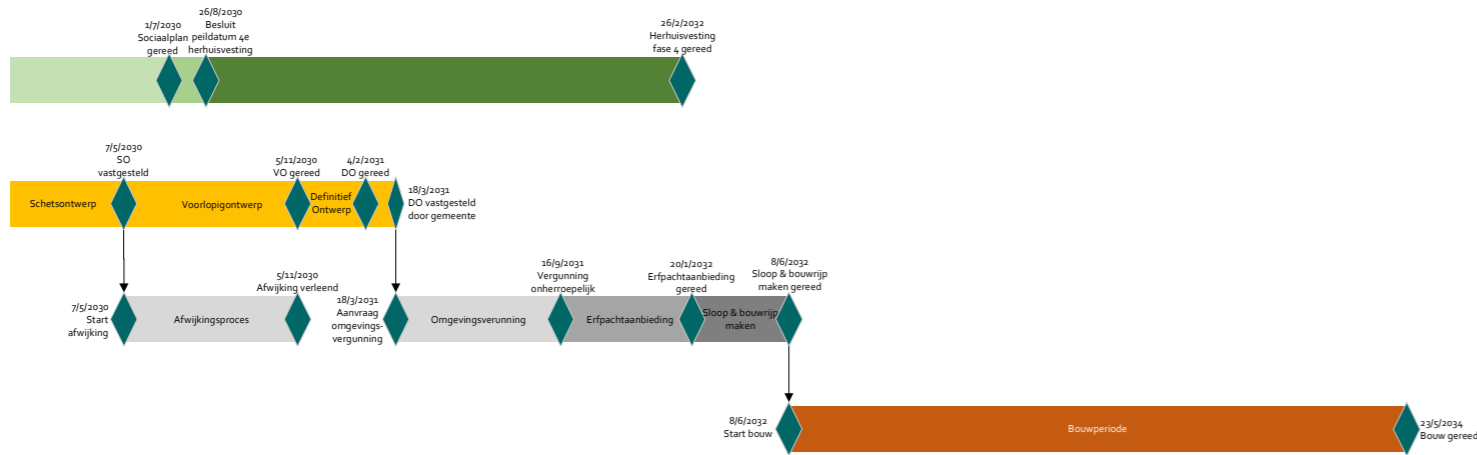 1/7/2030
Sociaalplan
gereed
26/8/2030
Besluit
peildatum 4e
herhuisvesting
26/2/2032
Herhuisvesting
fase 4 gereed
7/5/2030
SO
vastgesteld
5/11/2030
VO gereed
4/2/2031
DO gereed
18/3/2031
DO vastgesteld
door gemeente
Schetsontwerp
Voorlopigontwerp
Definitief
Ontwerp
7/5/2030
Start
afwijking
5/11/2030
Afwijking verleend
18/3/2031
Aanvraag
omgevings-
vergunning
16/9/2031
Vergunning
onherroepelijk
20/1/2032
Erfpachtaanbieding
gereed
8/6/2032
Sloop & bouwrijp
maken gereed
Afwijkingsproces
Omgevingsverunning
Erfpachtaanbieding
Sloop & bouwrijp
maken
8/6/2032
Start bouw
Bouwperiode
23/5/2034
Bouw gereed